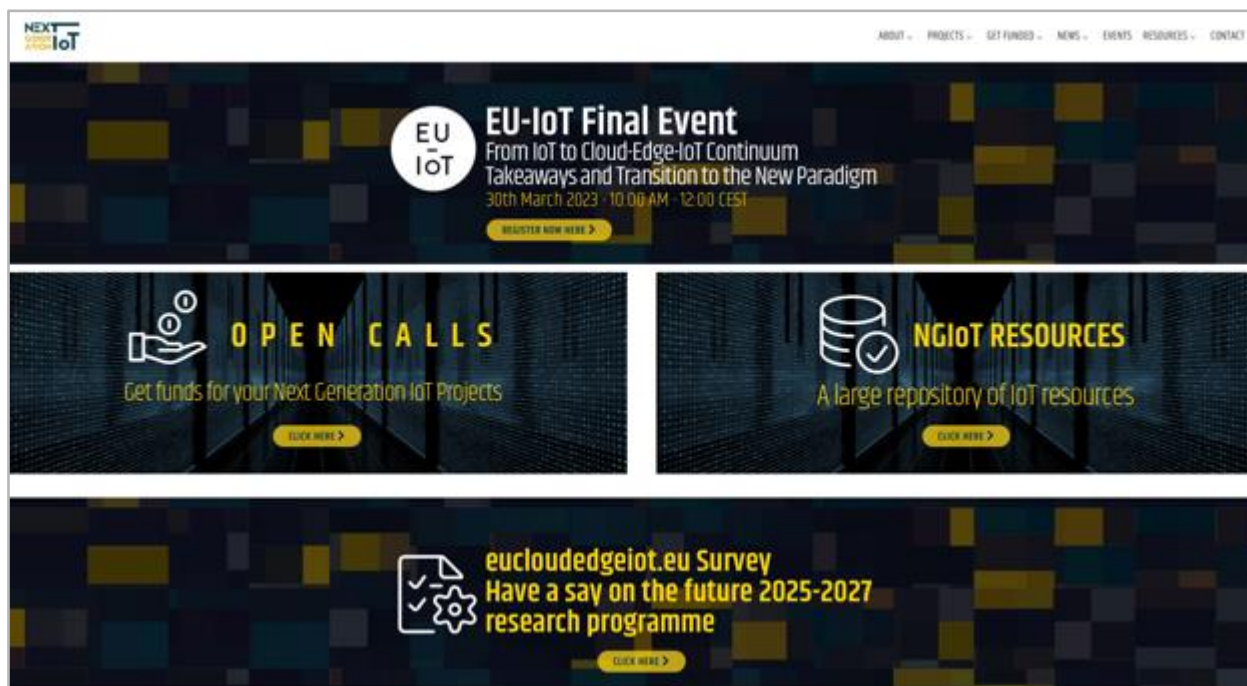 NEXT
GENER
ATION IoT
ABOUT
PROJECTS
GET FUNDED
NEWS
EVENTS
RESOURCES
CONTACT
EU
-
IoT
EU-IoT Final Event
From IoT to Cloud-Edge-IoT Continuum
Takeaways and Transition to the New Paradigm
30th March 2023 - 10:00 AM - 12:00 CEST
REGISTER NOW HERE
OPEN CALLS
Get funds for your Next Generation IoT Projects
CLICK HERE
NGIoT RESOURCES
A large repository of IoT resources
CLICK HERE
eucloudedgeiot.eu Survey
Have a say on the future 2025-2027
research programme
CLICK HERE